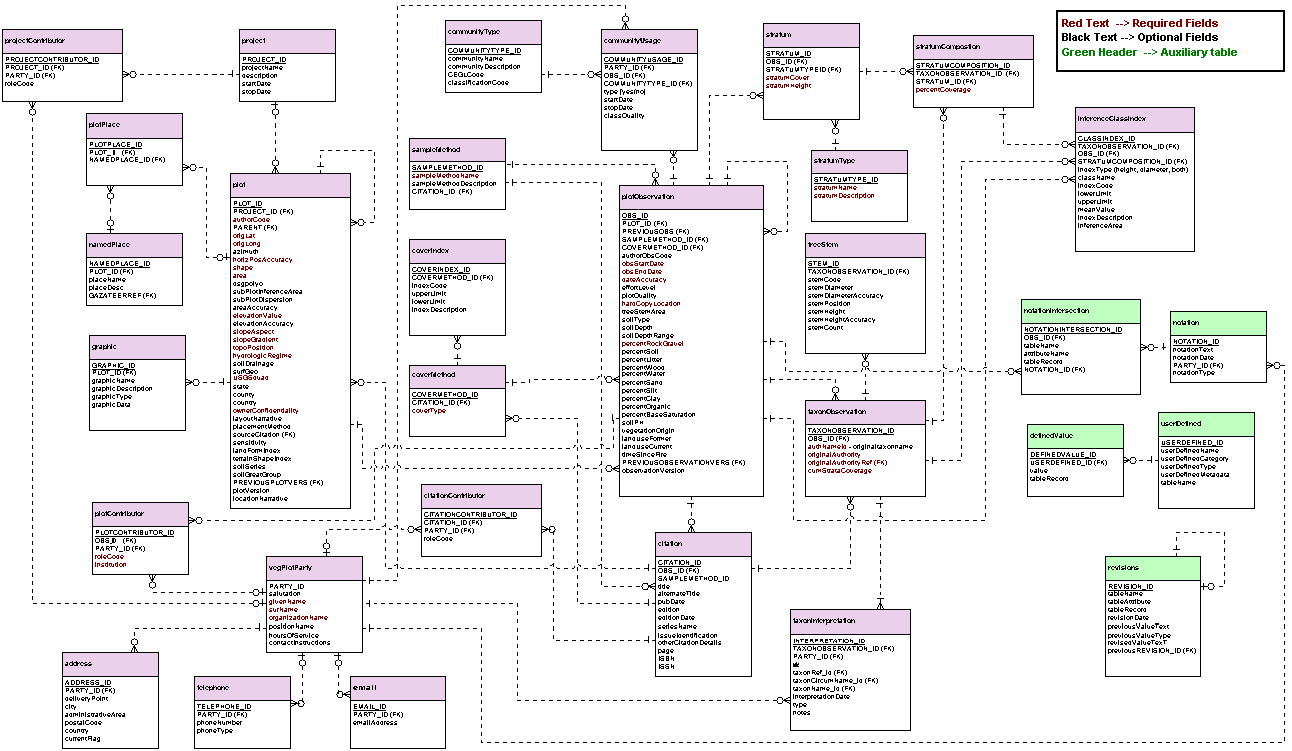 Red Text --> Required Fields
Black Text --> Optional Fields
Green Header --> Auxiliary table
projectContributor
PROJECTCONTRIBUTOR_ID
PROJECT_ID (FK)
PARTY_ID (FK)
roleCode
project
PROJECT_ID
projectName
description
startDate
stopDate
communityType
COMMUNITYTYPE_ID
communityName
communityDescription
CEGLCode
classificationCode
communityUsage
COMMUNITYUSAGE_ID
PARTY_ID (FK)
OBS_ID (FK)
COMMUNITYTYPE_ID (FK)
type [yes/no]
startDate
stopDate
classQuality
stratum
STRATUM_ID
OBS_ID (FK)
STRATUMTYPEID (FK)
stratumCover
stratumHeight
stratumComposition
STRATUMCOMPOSITION_ID
TAXONOBSERVATION_ID (FK)
STRATUM_ID (FK)
percentCoverage
plotPlace
PLOTPLACE_ID
NAMEDPLACE_ID (FK)
namedPlace
NAMEDPLACE_ID
PLOT_ID (FK)
placeName
placeDesc
GAZATEERREF (FK)
graphic
GRAPHIC_ID
PLOT_ID (FK)
graphicName
graphicDescription
graphicType
graphicData
plot
PLOT_ID
PROJECT_ID (FK)
authorCode
PARENT (FK)
origLat
origLong
azimuth
horizPosAccuracy
shape
area
dsgpolyo
subPlotInferenceArea
subPlotDispersion
areaAccuracy
elevationValue
elevationAccuracy
slopeAspect
slopeGradient
topoPosition
hydrologicRegime
soilDrainage
surfGeo
USGSQuad
state
county
country
ownerConfidentiality
layoutNarrative
placementMethod
sourceCitation (FK)
sensitivity
landFormIndex
terrainShapeIndex
soilSeries
soilGreatGroup
PREVIOUSPLOTVERS (FK)
plotVersion
locationNarrative
sampleMethod
SAMPLEMETHOD_ID
sampleMethodName
sampleMethodDescription
CITATION_ID (FK)
coverIndex
COVERINDEX_ID
COVERMETHOD_ID (FK)
indexCode
upperLimit
lowerLimit
indexDescription
coverMethod
COVERMETHOD_ID
CITATION_ID (FK)
coverType
plotObservation
OBS_ID
PLOT_ID (FK)
PREVIOUSOBS (FK)
SAMPLEMETHOD_ID (FK)
COVERMETHOD_ID (FK)
authorObsCode
obsStartDate
obsEndDate
dateAccuracy
effortLevel
plotQuality
hardCopyLocation
treeStemArea
soilType
soilDepth
soilDepthRange
percentRockGravel
percentSoil
percentLitter
percentWood
percentWater
percentSand
percentSilt
percentClay
percentOrganic
percentBaseSaturation
soilPH
vegetationOrigin
landuseFormer
landuseCurrent
timeSinceFire
PREVIOUSOBSERVATIONVERS (FK)
observationVersion
stratumType
STRATUMTYPE_ID
stratumName
stratumDescription
treeStem
STEM_ID
TAXONOBSERVATION_ID (FK)
stemCode
stemDiameter
stemDiameterAccuracy
stemPosition
stemHeight
stemHeightAccuracy
stemCount
inferenceClassIndex
CLASSINDEX_ID
TAXONOBSERVATION_ID (FK)
OBS_ID (FK)
STRATUMCOMPOSITION_ID (FK)
indexType (height, diameter, both)
className
indexCode
lowerLimit
upperLimit
meanValue
indexDescription
inferenceArea
notationIntersection
NOTATIONINTERSECTION_ID
OBS_ID (FK)
tableName
attributeName
tableRecord
NOTATION_ID (FK)
notation
NOTATION_ID
notationText
notationDate
PARTY_ID (FK)
notationType
taxonObservation
TAXONOBSERVATION_ID
OBS_ID (FK)
authNameId - originaltaxonname
originalAuthority
originalAuthorityRef (FK)
cumStrataCoverage
definedValue
DEFINEDVALUE_ID
USERDEFINED_ID (FK)
value
tableRecord
userDefined
USERDEFINED_ID
userDefinedName
userDefinedCategory
userDefinedType
userDefinedMetadata
tableName
plotContributor
PLOTCONTRIBUTOR_ID
PARTY_ID (FK)
roleCode
institution
citationContributor
CITATIONCONTRIBUTOR_ID
CITATION_ID (FK)
PARTY_ID (FK)
roleCode
vegPlotParty
PARTY_ID
salutation
givenName
surName
organizationName
positionName
hoursOfService
contactInstructions
citation
CITATION_ID
OBS_ID (FK)
SAMPLEMETHOD_ID
title
alternateTitle
pubDate
edition
editionDate
seriesName
issueIdentification
otherCitationDetails
page
ISBN
ISSN
revisions
REVISION_ID
tableName
tableAttribute
tableRecord
revisionDate
previousValueText
previousValueType
revisedValueText
previousREVISION_ID (FK)
taxonInterpretation
INTERPRETATION_ID
TAXONOBSERVATION_ID (FK)
PARTY_ID (FK)
taxonRef_Id (FK)
taxonCircumName_Id (FK)
taxonName_Id (FK)
interpretationDate
type
notes
address
ADDRESS_ID
PARTY_ID (FK)
deliveryPoint
city
administrativeArea
postalCode
country
currentFlag
telephone
TELEPHONE_ID
PARTY_ID (FK)
phoneNumber
phoneType
email
EMAIL_ID
PARTY_ID (FK)
emailAddress